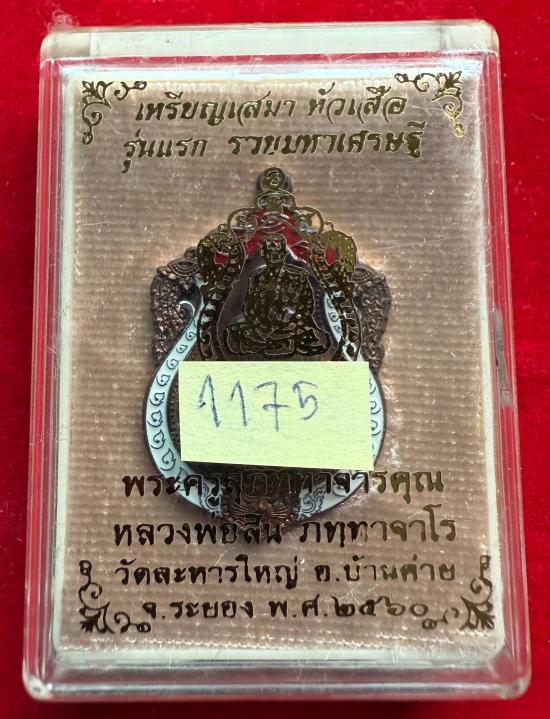 เหรียญเสมา หัวเสือ
รุ่นแรก รวยมหาเศรษฐี
1175
พระครูสุภัททาจารคุณ
หลวงพ่อสิน ภทฺทาจาโร
วัดละหารใหญ่ อ.บ้านค่าย
จ.ระยอง พ.ศ.๒๕๖๐